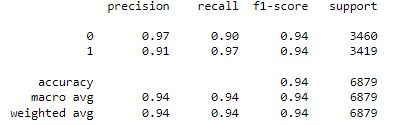 precision recall f1-score support
0 0.97 0.90 0.94 3460
1 0.91 0.97 0.94 3419
accuracy 0.94 6879
macro avg 0.94 0.94 0.94 6879
weighted avg 0.94 0.94 0.94 6879